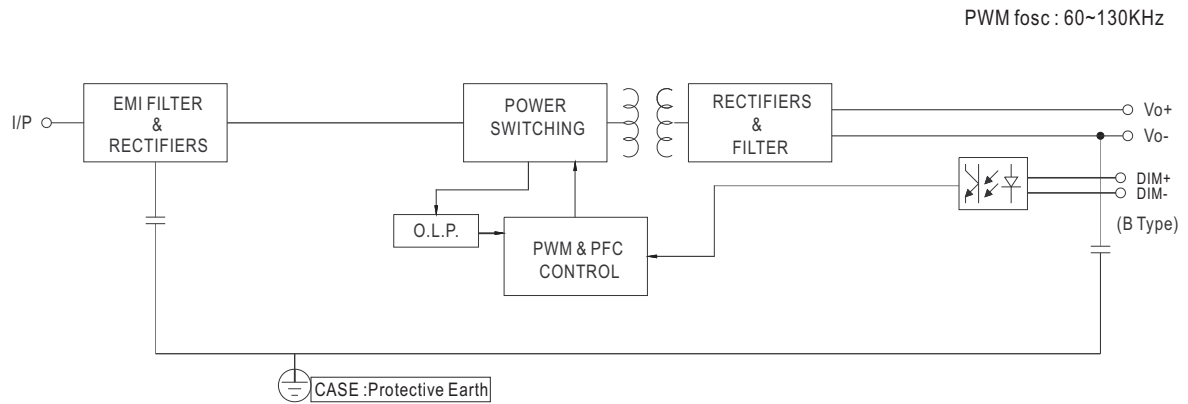 PWM fosc : 60~130KHz
I/P
EMI FILTER
&
RECTIFIERS
POWER
SWITCHING
RECTIFIERS
&
FILTER
Vo+
Vo-
DIM+
DIM-
(B Type)
O.L.P.
PWM & PFC
CONTROL
CASE :Protective Earth